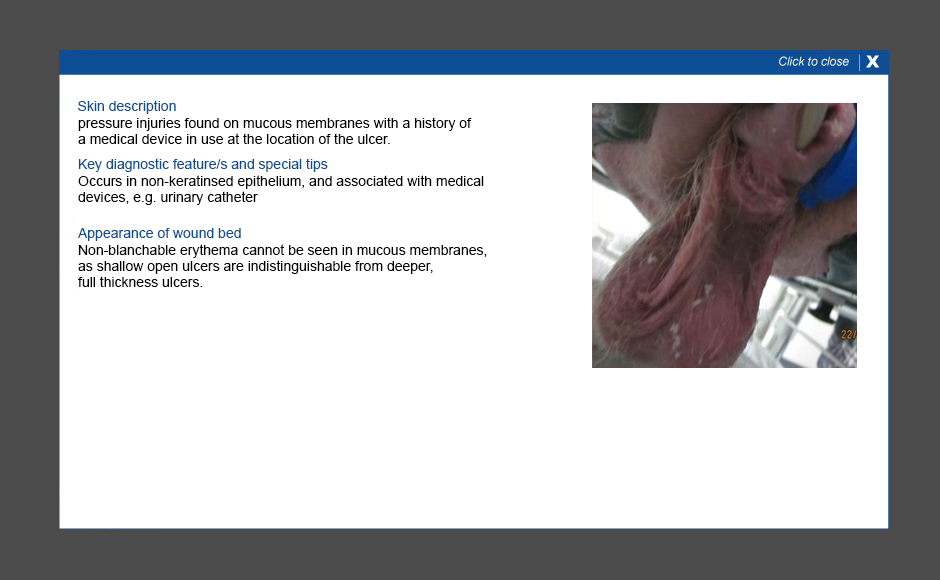 Click to close X
Skin description
pressure injuries found on mucous membranes with a history of
a medical device in use at the location of the ulcer.
Key diagnostic feature/s and special tips
Occurs in non-keratinsed epithelium, and associated with medical
devices, e.g. urinary catheter
Appearance of wound bed
Non-blanchable erythema cannot be seen in mucous membranes,
as shallow open ulcers are indistinguishable from deeper,
full thickness ulcers.
22/